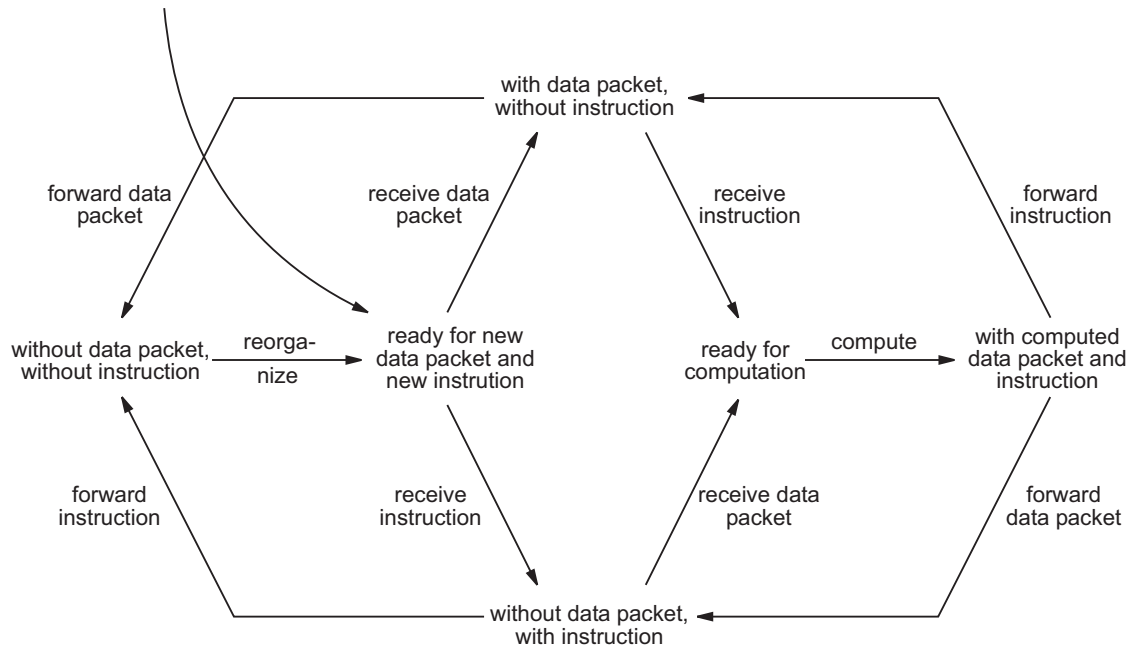 with data packet,
without instruction
forward data
packet
receive data
packet
receive
instruction
forward
instruction
without data packet,
without instruction
reorga-
nize
ready for new
data packet and
new instrution
ready for
computation
compute
with computed
data packet and
instruction
forward
instruction
receive
instruction
receive data
packet
forward
data packet
without data packet,
with instruction